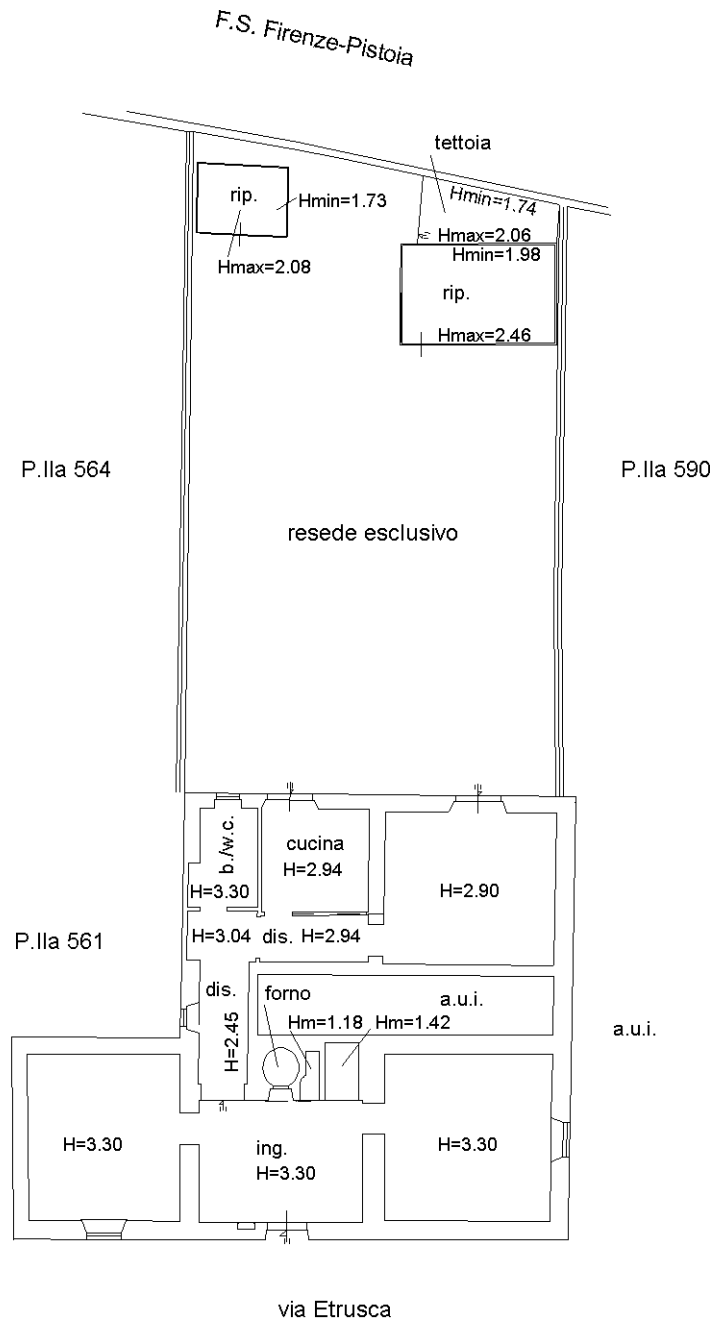 F.S. Firenze-Pistoia
tettoia
rip.
Hmin=1.73
Hmin=1.74
Hmax=2.06
Hmin=1.98
Hmax=2.08
rip.
Hmax=2.46
P.lla 564
P.lla 590
resede esclusivo
b./w.c.
cucina
H=2.94
H=3.30
H=2.90
P.lla 561
H=3.04
dis.
H=2.94
dis.
H=2.45
forno
a.u.i.
Hm=1.18
Hm=1.42
a.u.i.
H=3.30
ing.
H=3.30
H=3.30
via Etrusca